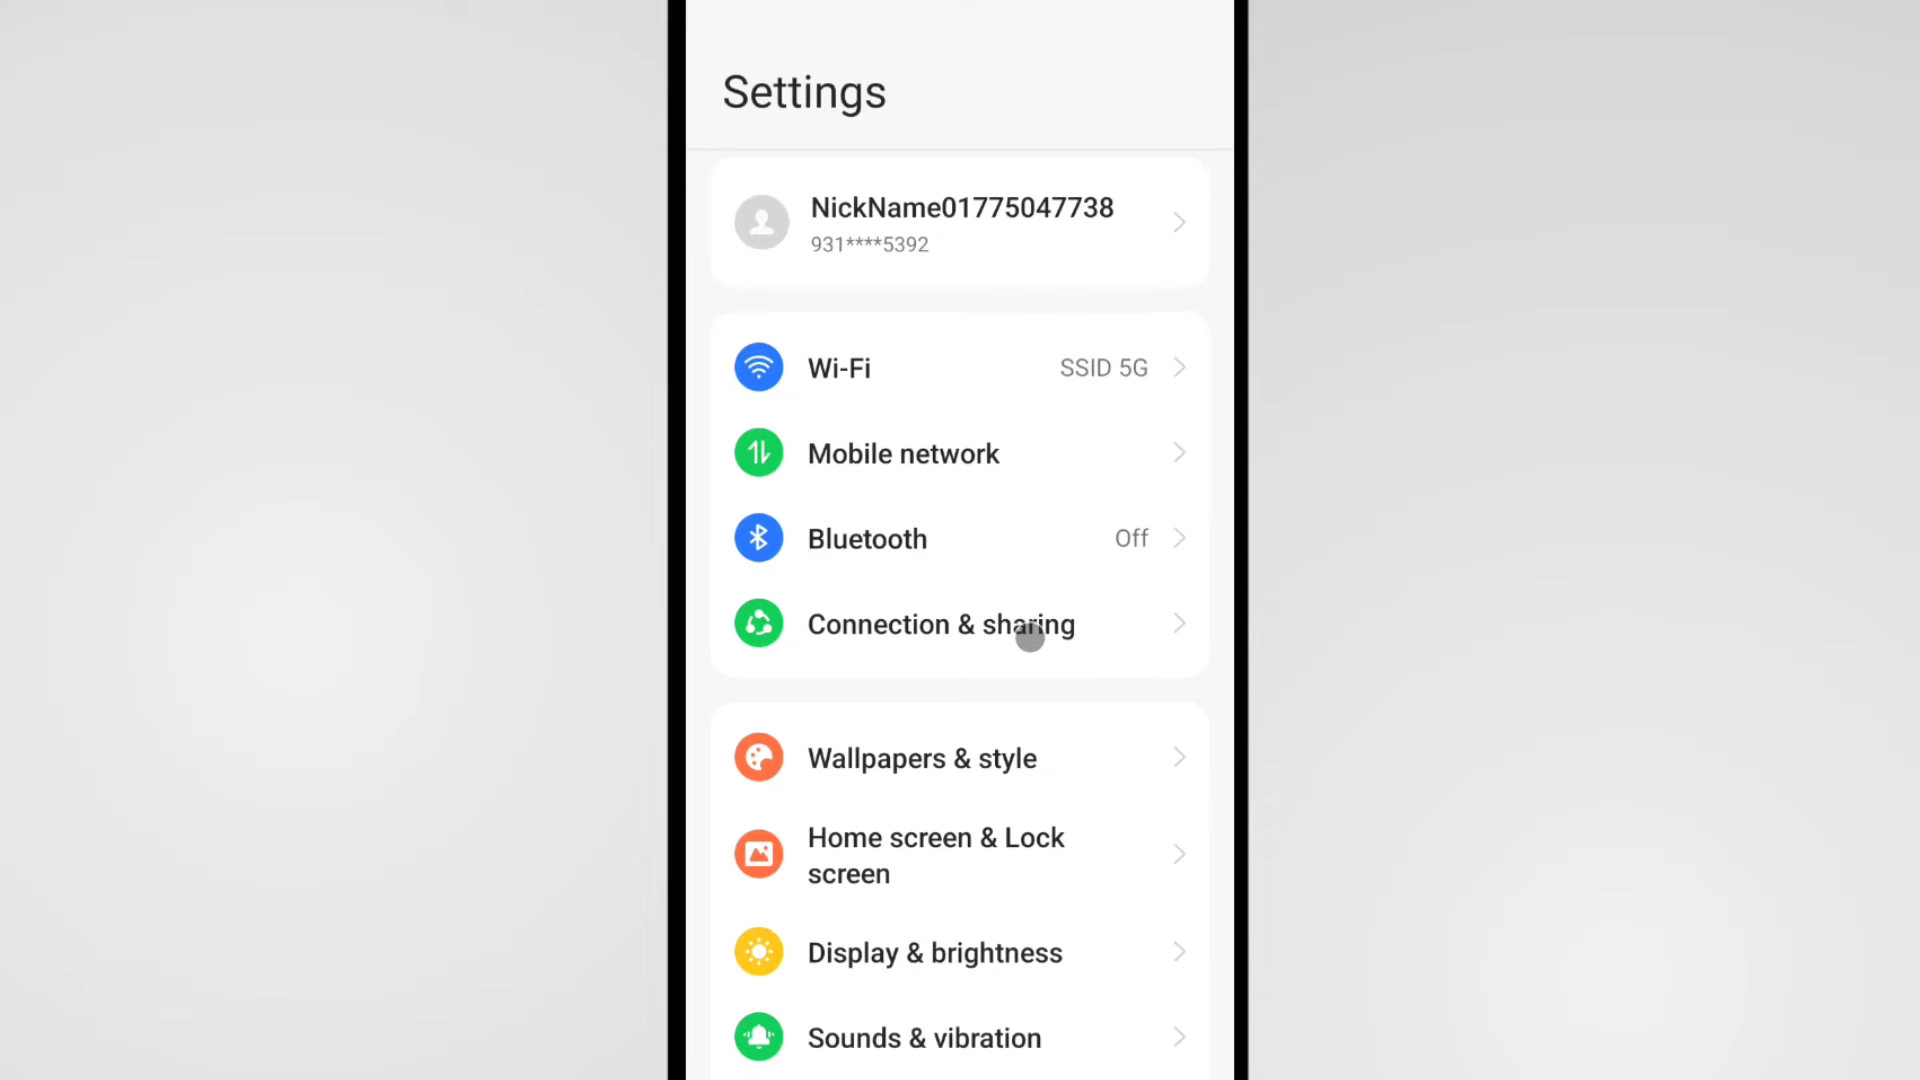 Settings
NickName01775047738
931****5392
Wi-Fi SSID 5G
Mobile network
Bluetooth Off
Connection & sharing
Wallpapers & style
Home screen & Lock
screen
Display & brightness
Sounds & vibration